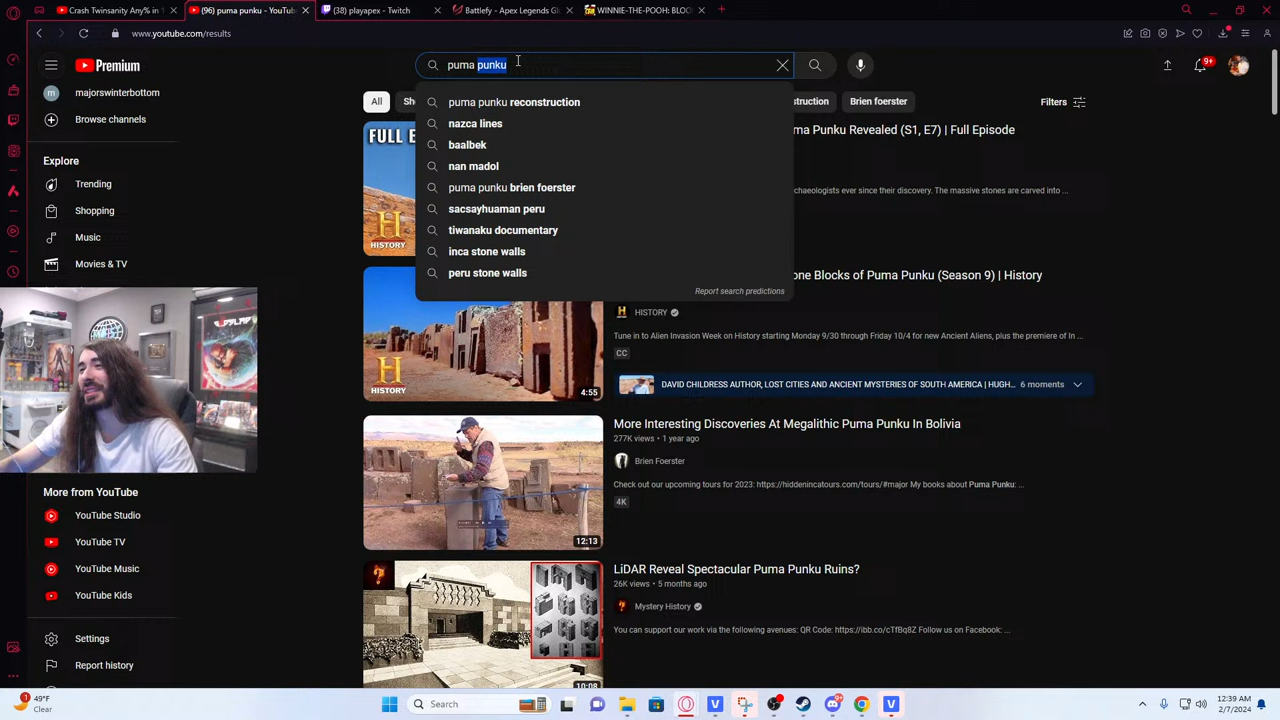 Crash Twinsanity Any% in 1
(96) puma punku - YouTube
(38) playapex - Twitch
Battlefy - Apex Legends Gl
WINNIE-THE-POOH: BLOO
www.youtube.com/results
Premium
puma punku
9+
majorswinterbottom
Browse channels
Explore
Trending
Shopping
Music
Movies & TV
All
Brien foerster
Filters
puma punku reconstruction
nazca lines
baalbek
nan madol
puma punku brien foerster
sacsayhuaman peru
tiwanaku documentary
inca stone walls
peru stone walls
Report search predictions
FULL E
HISTORY
ma Punku Revealed (S1, E7) | Full Episode
chaeologists ever since their discovery. The massive stones are carved into ...
HISTORY
4:55
one Blocks of Puma Punku (Season 9) | History
HISTORY
Tune in to Alien Invasion Week on History starting Monday 9/30 through Friday 10/4 for new Ancient Aliens, plus the premiere of In ...
CC
DAVID CHILDRESS AUTHOR, LOST CITIES AND ANCIENT MYSTERIES OF SOUTH AMERICA | HUGH... 6 moments
12:13
More Interesting Discoveries At Megalithic Puma Punku In Bolivia
277K views • 1 year ago
Brien Foerster
Check out our upcoming tours for 2023: https://hiddenincatours.com/tours/#major My books about Puma Punku: ...
4K
10:08
LiDAR Reveal Spectacular Puma Punku Ruins?
26K views • 5 months ago
Mystery History
You can support our work via the following avenues: QR Code: https://ibb.co/cTfBq8Z Follow us on Facebook: ...
More from YouTube
YouTube Studio
YouTube TV
YouTube Music
YouTube Kids
Settings
Report history
1
49°F
Clear
Search
12:39 AM
2/7/2024